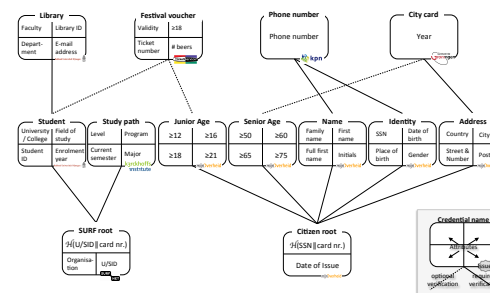 Library
Faculty
Library ID
Depart-
ment
E-mail
address
Festival voucher
Validity
≥18
Ticket
number
# beers
Phone number
Phone number
kpn
City card
Year
Student
University
/ College
Field of
study
Student
ID
Enrolment
year
Study path
Level
Program
Current
semester
Major
Junior Age
≥12
≥16
≥18
≥21
Senior Age
≥50
≥60
≥65
≥75
Name
Family
name
First
name
Full first
name
Initials
Identity
SSN
Date of
birth
Place of
birth
Gender
Address
Country
City
Street &
Number
Post
SURF root
ℋ(U/SID‖card nr.)
Organisa-
tion
U/SID
SURF
Citizen root
ℋ(SSN‖card nr.)
Date of Issue
Credential name
Attributes
Issue
optional
verification